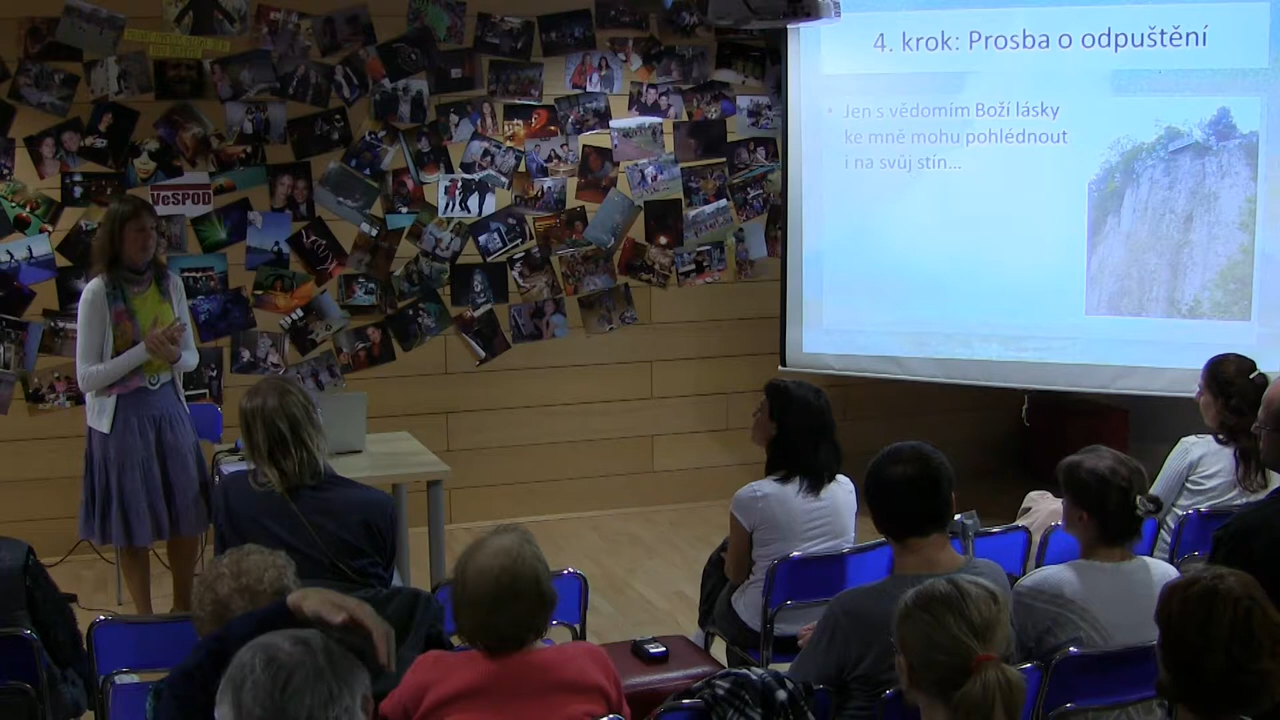 4. krok: Prosba o odpuštění
• Jen s vědomím Boží lásky
ke mně mohu pohlédnout
i na svůj stín...
VeSPOD